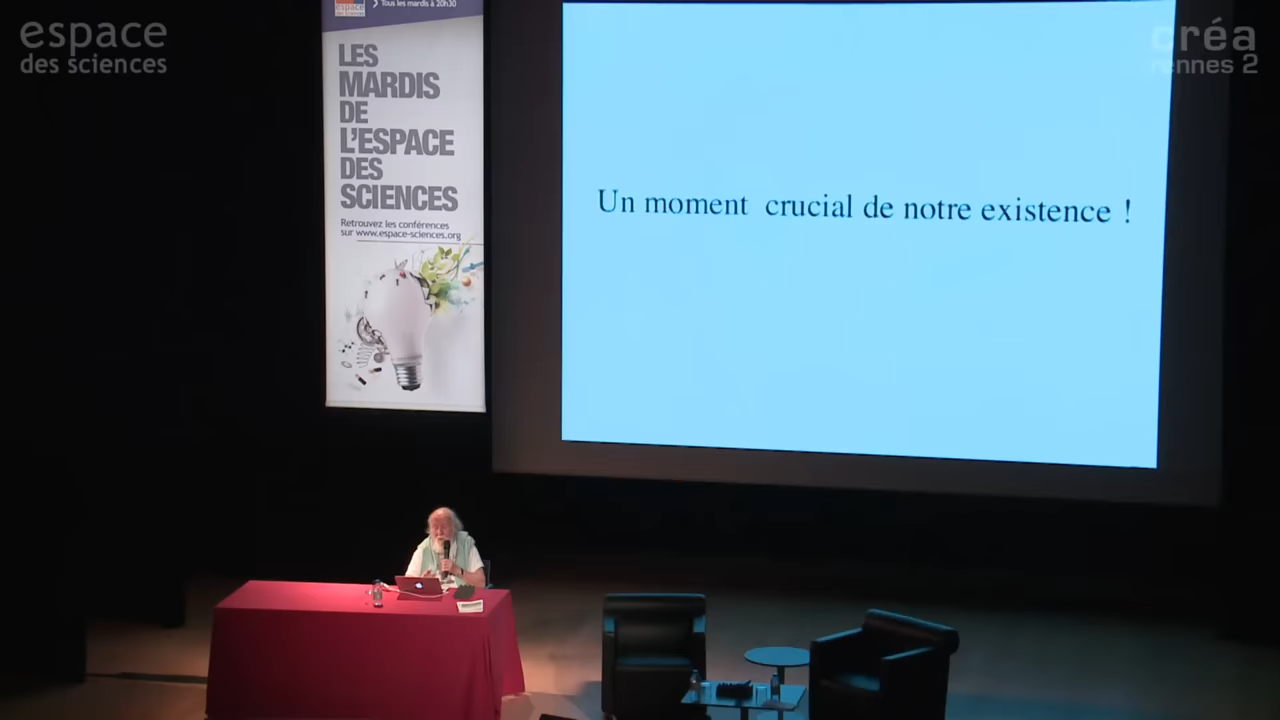 espace
des sciences
Tous les mardis à 20h30
LES
MARDIS
DE
L'ESPACE
DES
SCIENCES
Retrouvez les conférences
sur www.espace-sciences.org
Un moment crucial de notre existence !
créa
rennes 2